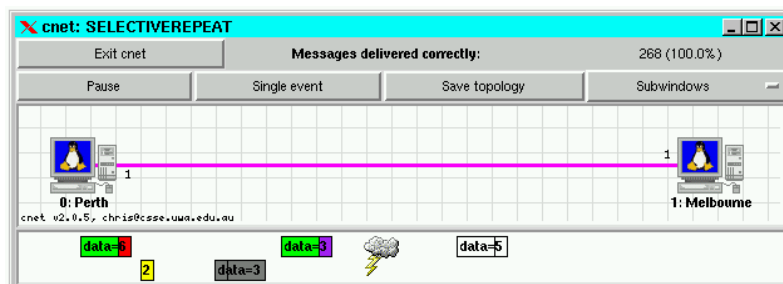 cnet: SELECTIVEREPEAT
Exit cnet Messages delivered correctly: 268 (100.0%)
Pause Single event Save topology Subwindows
1
1
0: Perth 1: Melbourne
cnet v2.0.5, chris@csse.uwa.edu.au
data=6 data=3 data=5
2 data=3